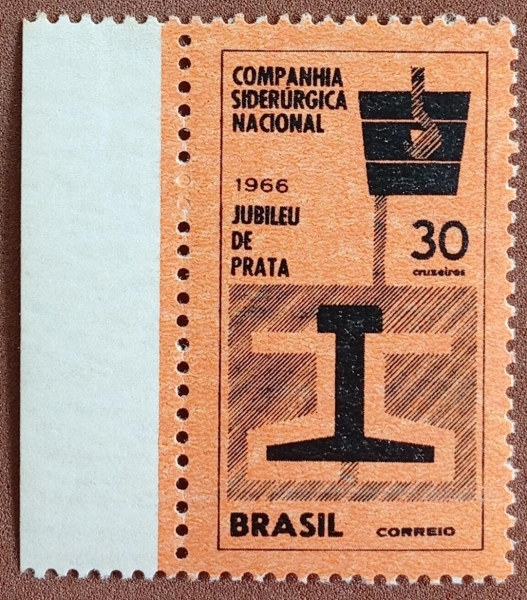 COMPANHIA
SIDERÚRGICA
NACIONAL
1966
JUBILEU
DE
PRATA
30
cruzeiros
BRASIL
CORREIO